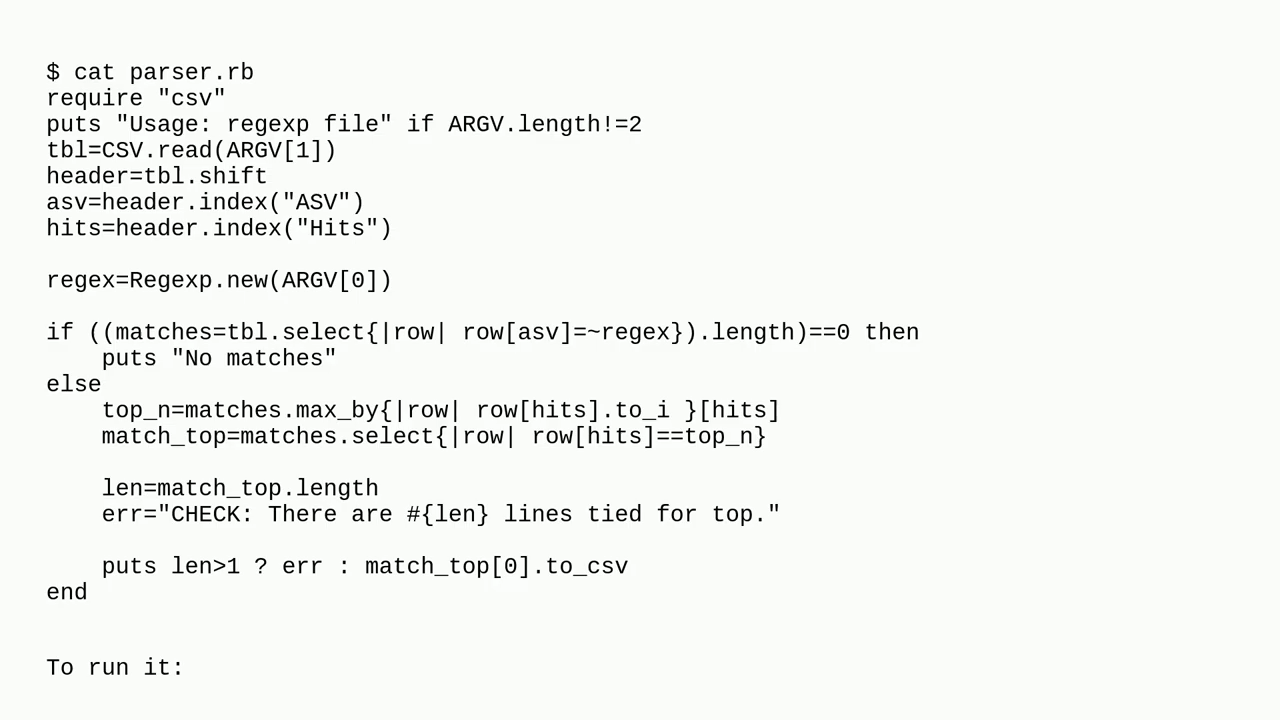 $ cat parser.rb
require "csv"
puts "Usage: regexp file" if ARGV.length!=2
tbl=CSV.read(ARGV[1])
header=tbl.shift
asv=header.index("ASV")
hits=header.index("Hits")

regex=Regexp.new(ARGV[0])

if ((matches=tbl.select{|row| row[asv]=~regex}).length)==0 then
    puts "No matches"
else
    top_n=matches.max_by{|row| row[hits].to_i }[hits]
    match_top=matches.select{|row| row[hits]==top_n}

    len=match_top.length
    err="CHECK: There are #{len} lines tied for top."

    puts len>1 ? err : match_top[0].to_csv
end

To run it: